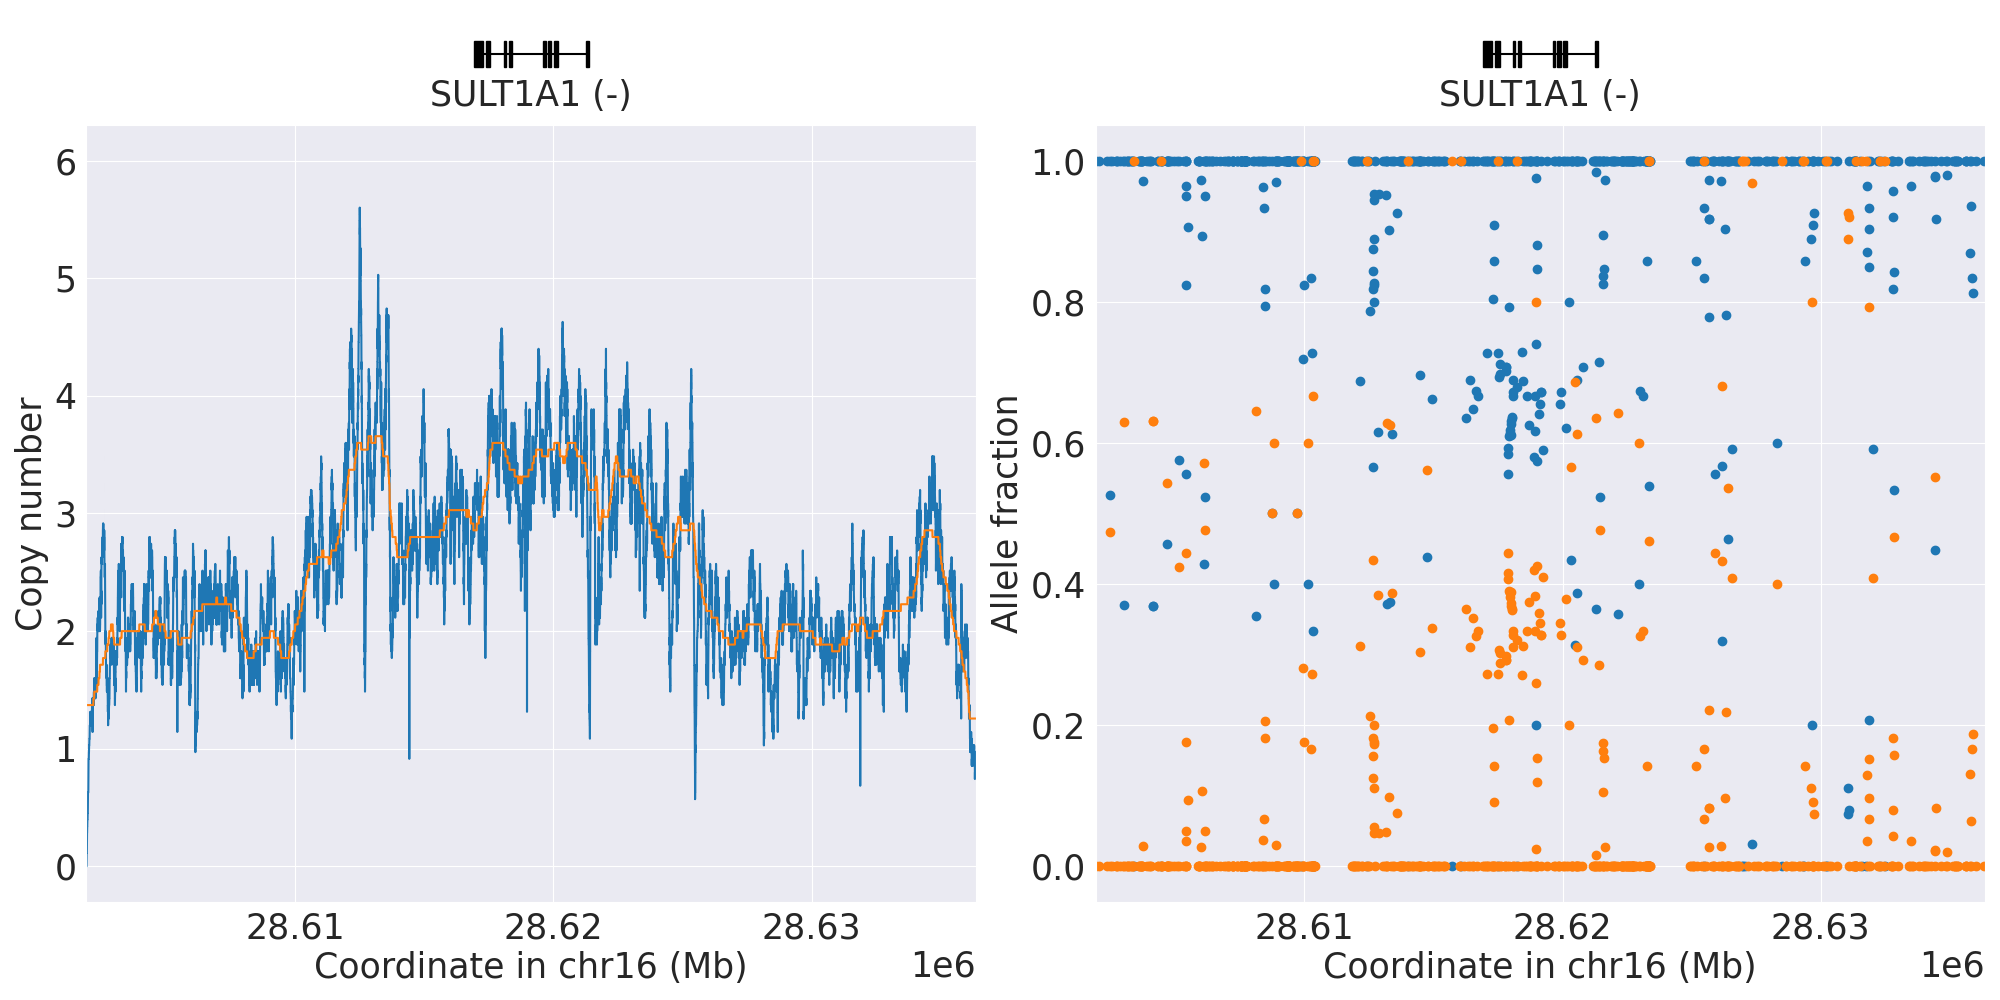 SULT1A1 (-)
Copy number
6
5
4
3
2
1
0
28.61
28.62
28.63
Coordinate in chr16 (Mb)
1e6
SULT1A1 (-)
Allele fraction
1.0
0.8
0.6
0.4
0.2
0.0
28.61
28.62
28.63
Coordinate in chr16 (Mb)
1e6